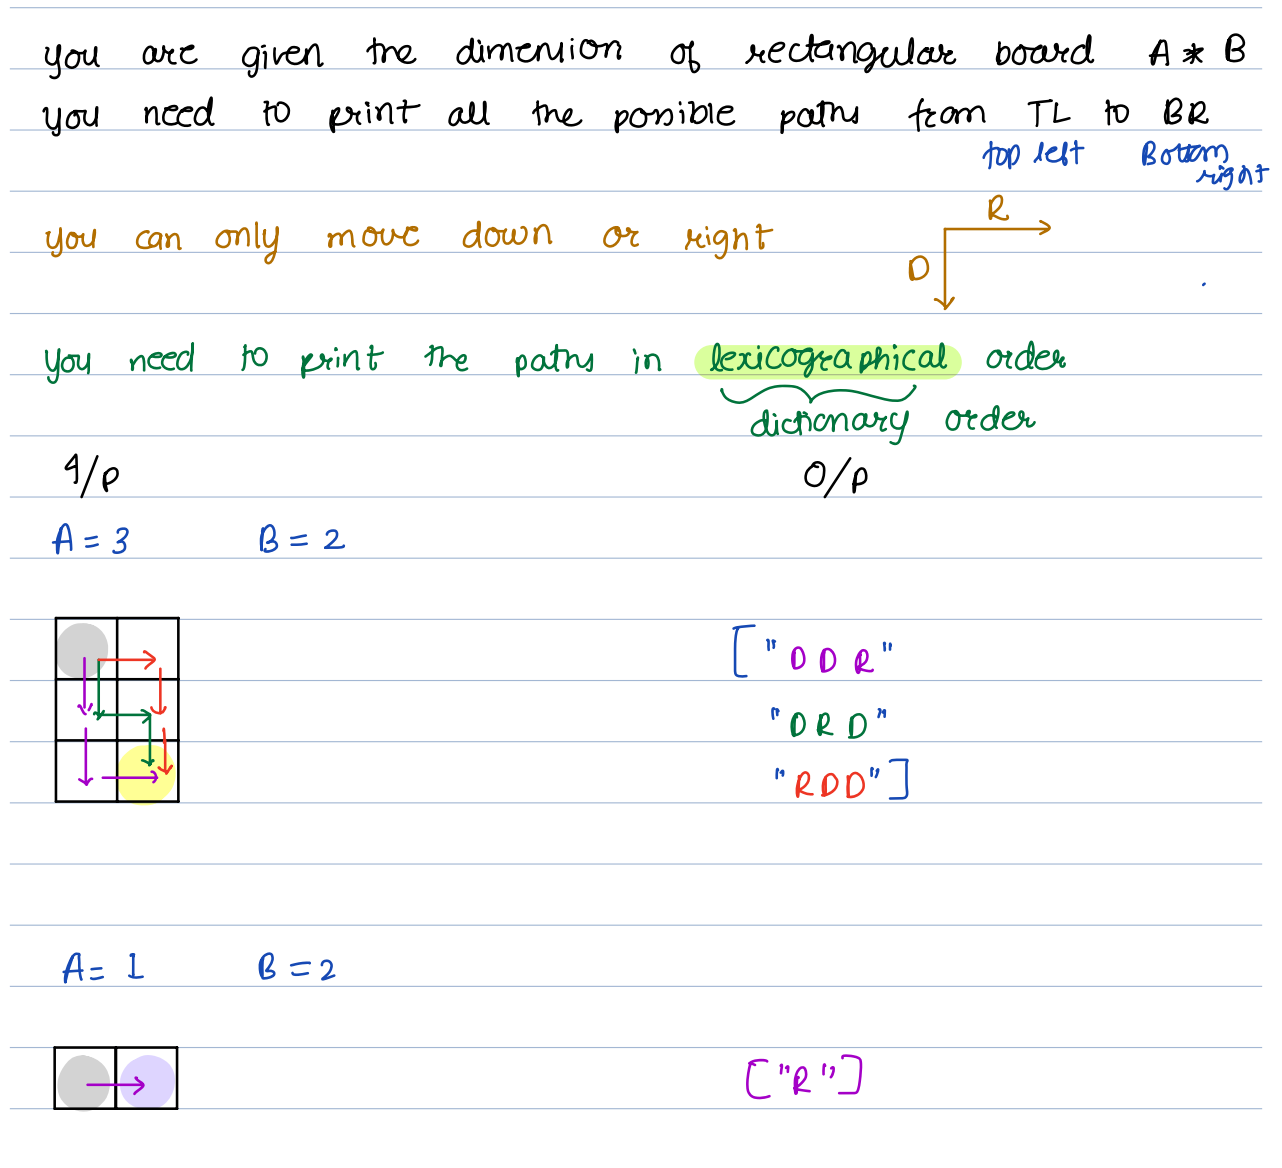 you are given the dimension of rectangular board A * B
you need to print all the possible paths from TL to BR
top left Bottom
right
R
you can only move down or right
D
you need to print the paths in lexicographical order
dictionary order
I/P O/P
A = 3 B = 2
["DDR"
"DRD"
"RDD"]
A = 1 B = 2
["R"]